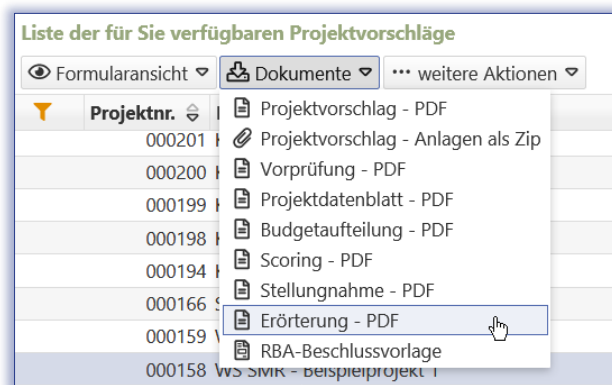 Liste der für Sie verfügbaren Projektvorschläge
Formularansicht Dokumente ... weitere Aktionen
Projektnr.
Projektvorschlag - PDF
000201
Projektvorschlag - Anlagen als Zip
000200
Vorprüfung - PDF
000199
Projektdatenblatt - PDF
000198
Budgetaufteilung - PDF
000194
Scoring - PDF
000166
Stellungnahme - PDF
Erörterung - PDF
000159
RBA-Beschlussvorlage
000158 WS SMR - Beispielprojekt 1